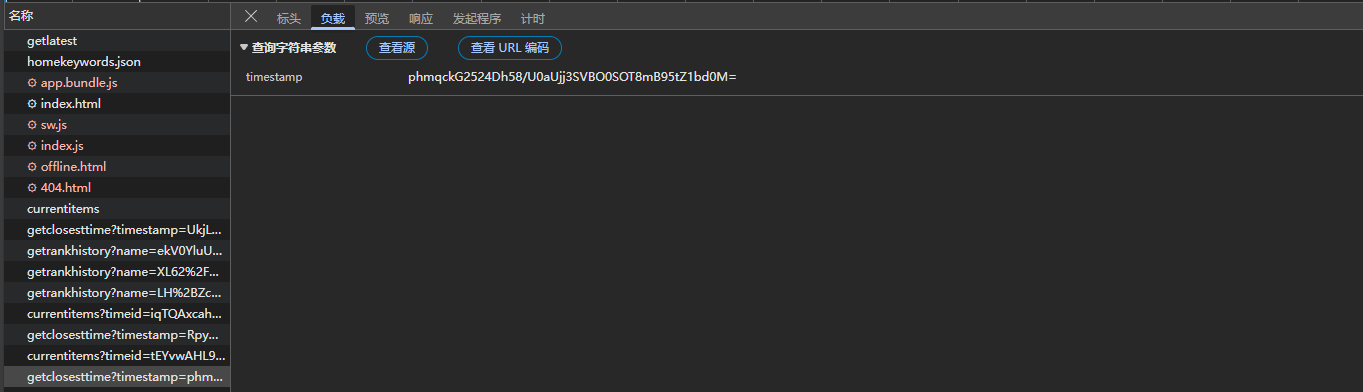 名称
标头 负载 预览 响应 发起程序 计时
getlatest
查询字符串参数 查看源 查看 URL 编码
homekeywords.json
timestamp phmqckG2524Dh58/U0aUjj3SVBO0SOT8mB95tZ1bd0M=
app.bundle.js
index.html
sw.js
index.js
offline.html
404.html
currentitems
getclosesttime?timestamp=UkjL...
getrankhistory?name=ekV0YluU...
getrankhistory?name=XL62%2F...
getrankhistory?name=LH%2BZc...
currentitems?timeid=iqTQAxcah...
getclosesttime?timestamp=Rpy...
currentitems?timeid=tEYvwAHL9...
getclosesttime?timestamp=phm...